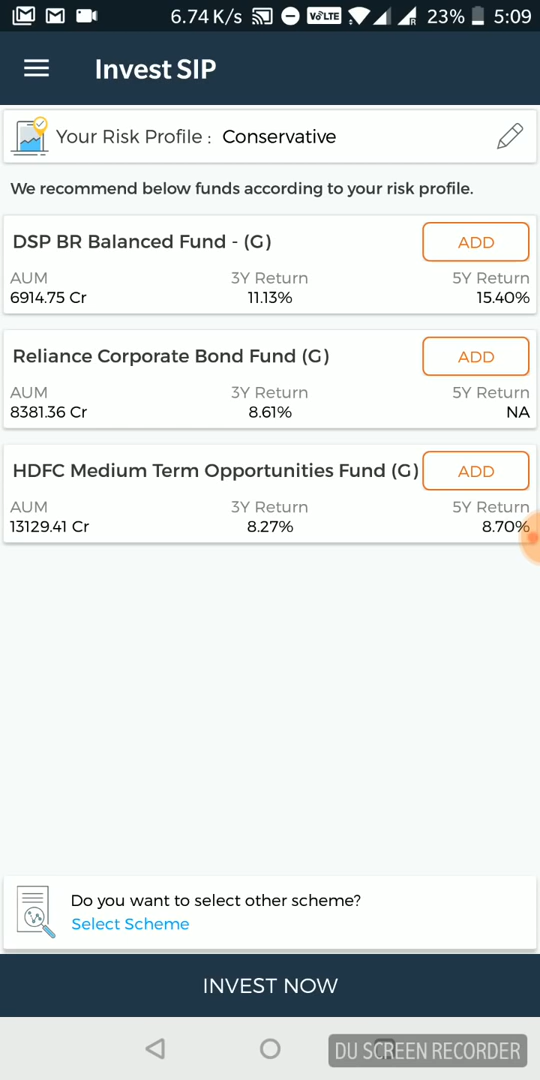 6.74 K/s VoLTE R 23% 5:09
Invest SIP
Your Risk Profile : Conservative
We recommend below funds according to your risk profile.
DSP BR Balanced Fund - (G) ADD
AUM 3Y Return 5Y Return
6914.75 Cr 11.13% 15.40%
Reliance Corporate Bond Fund (G) ADD
AUM 3Y Return 5Y Return
8381.36 Cr 8.61% NA
HDFC Medium Term Opportunities Fund (G) ADD
AUM 3Y Return 5Y Return
13129.41 Cr 8.27% 8.70%
Do you want to select other scheme?
Select Scheme
INVEST NOW
DU SCREEN RECORDER